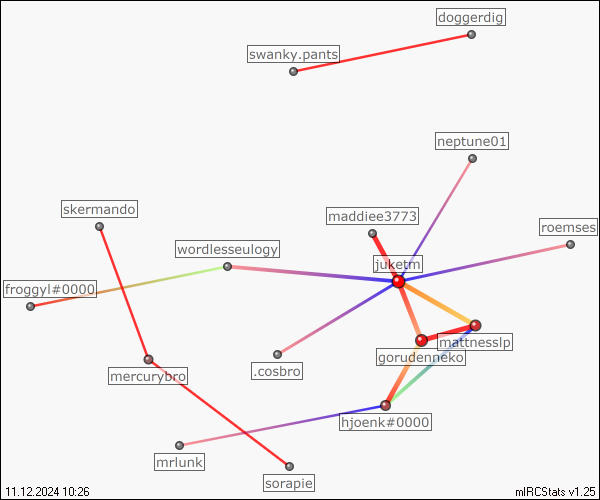 doggerdig
swanky.pants
neptune01
skermando
maddiee3773
roemses
wordlesseulogy
juketm
froggyl#0000
mattnesslp
gorudenneko
.cosbro
mercurybro
hjoenk#0000
mrlunk
sorapie
11.12.2024 10:26
mIRCStats v1.25